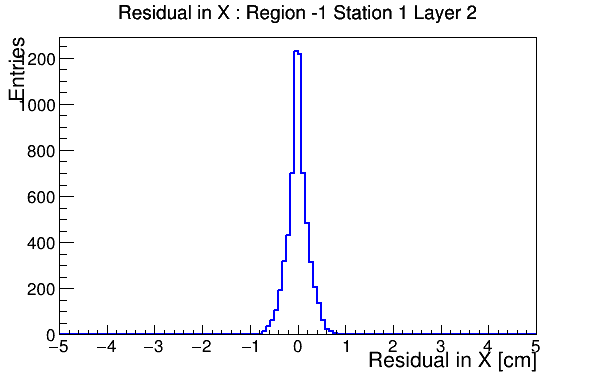 Residual in X : Region -1 Station 1 Layer 2
Entries
1200
1000
800
600
400
200
0
−5 −4 −3 −2 −1 0 1 2 3 4 5
Residual in X [cm]